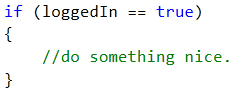 if (loggedIn == true)
{
    //do something nice.
}